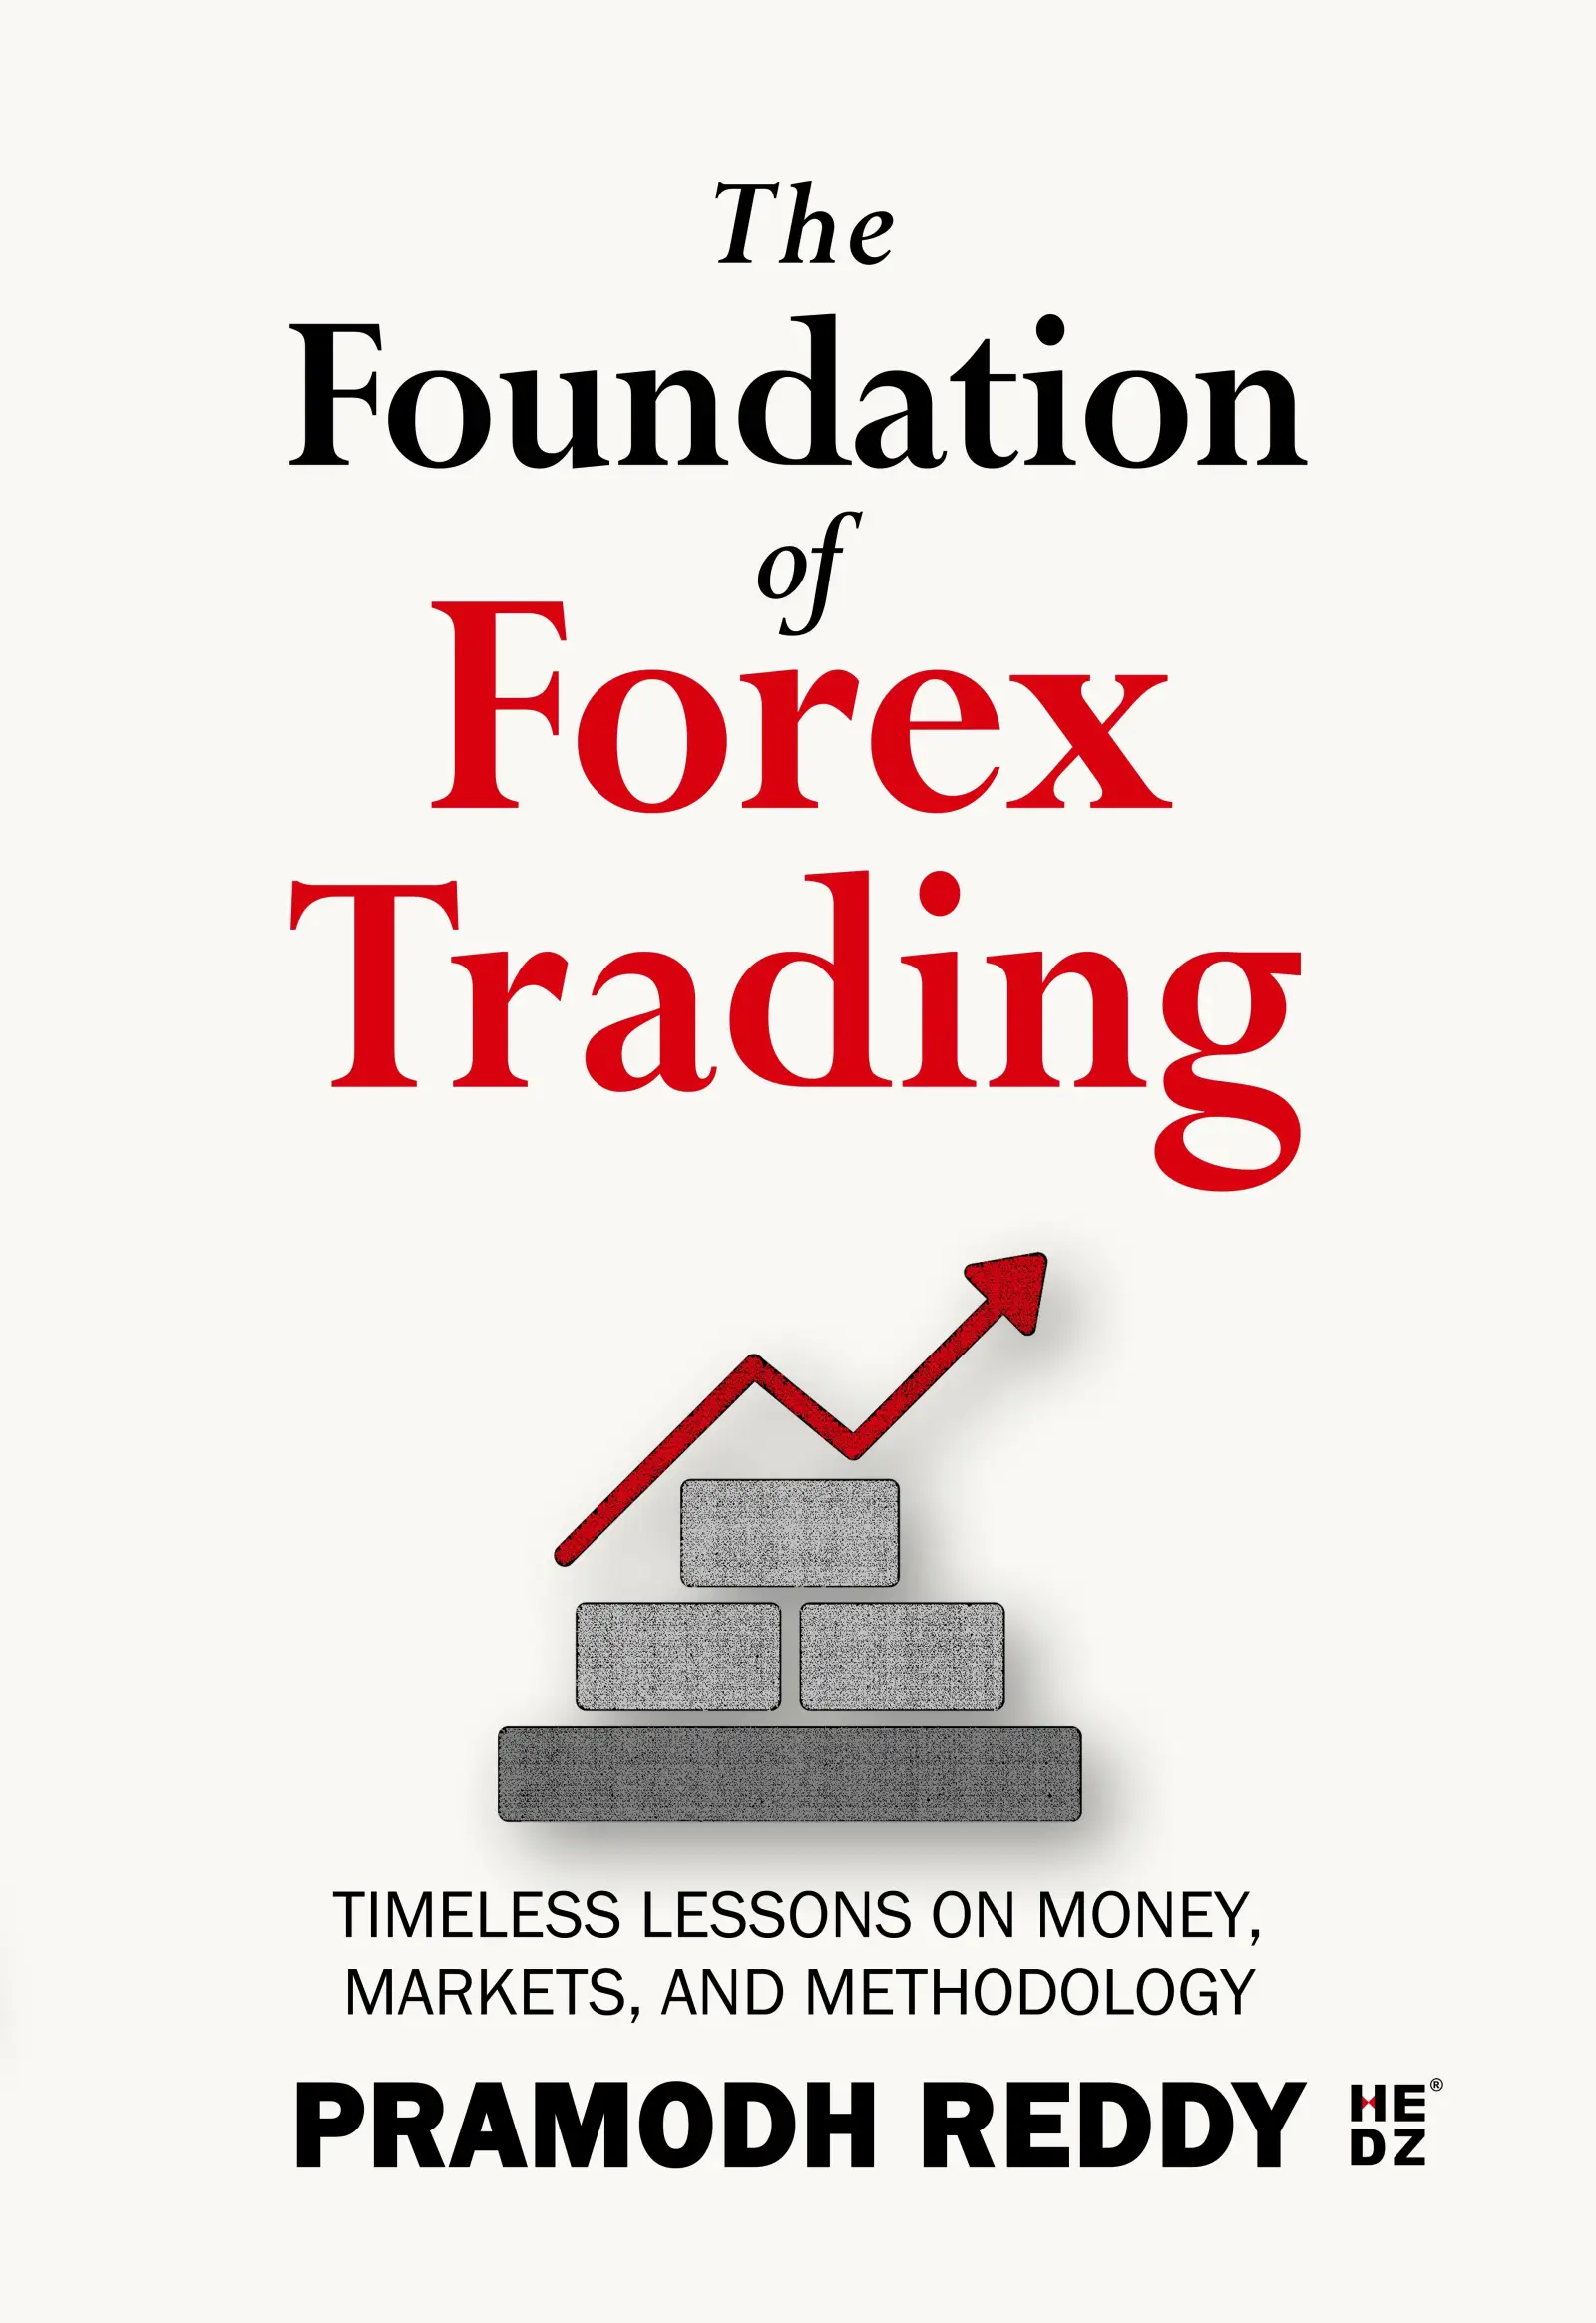 The
Foundation
of
Forex
Trading
TIMELESS LESSONS ON MONEY,
MARKETS, AND METHODOLOGY
PRAMODH REDDY
HE®
DZ